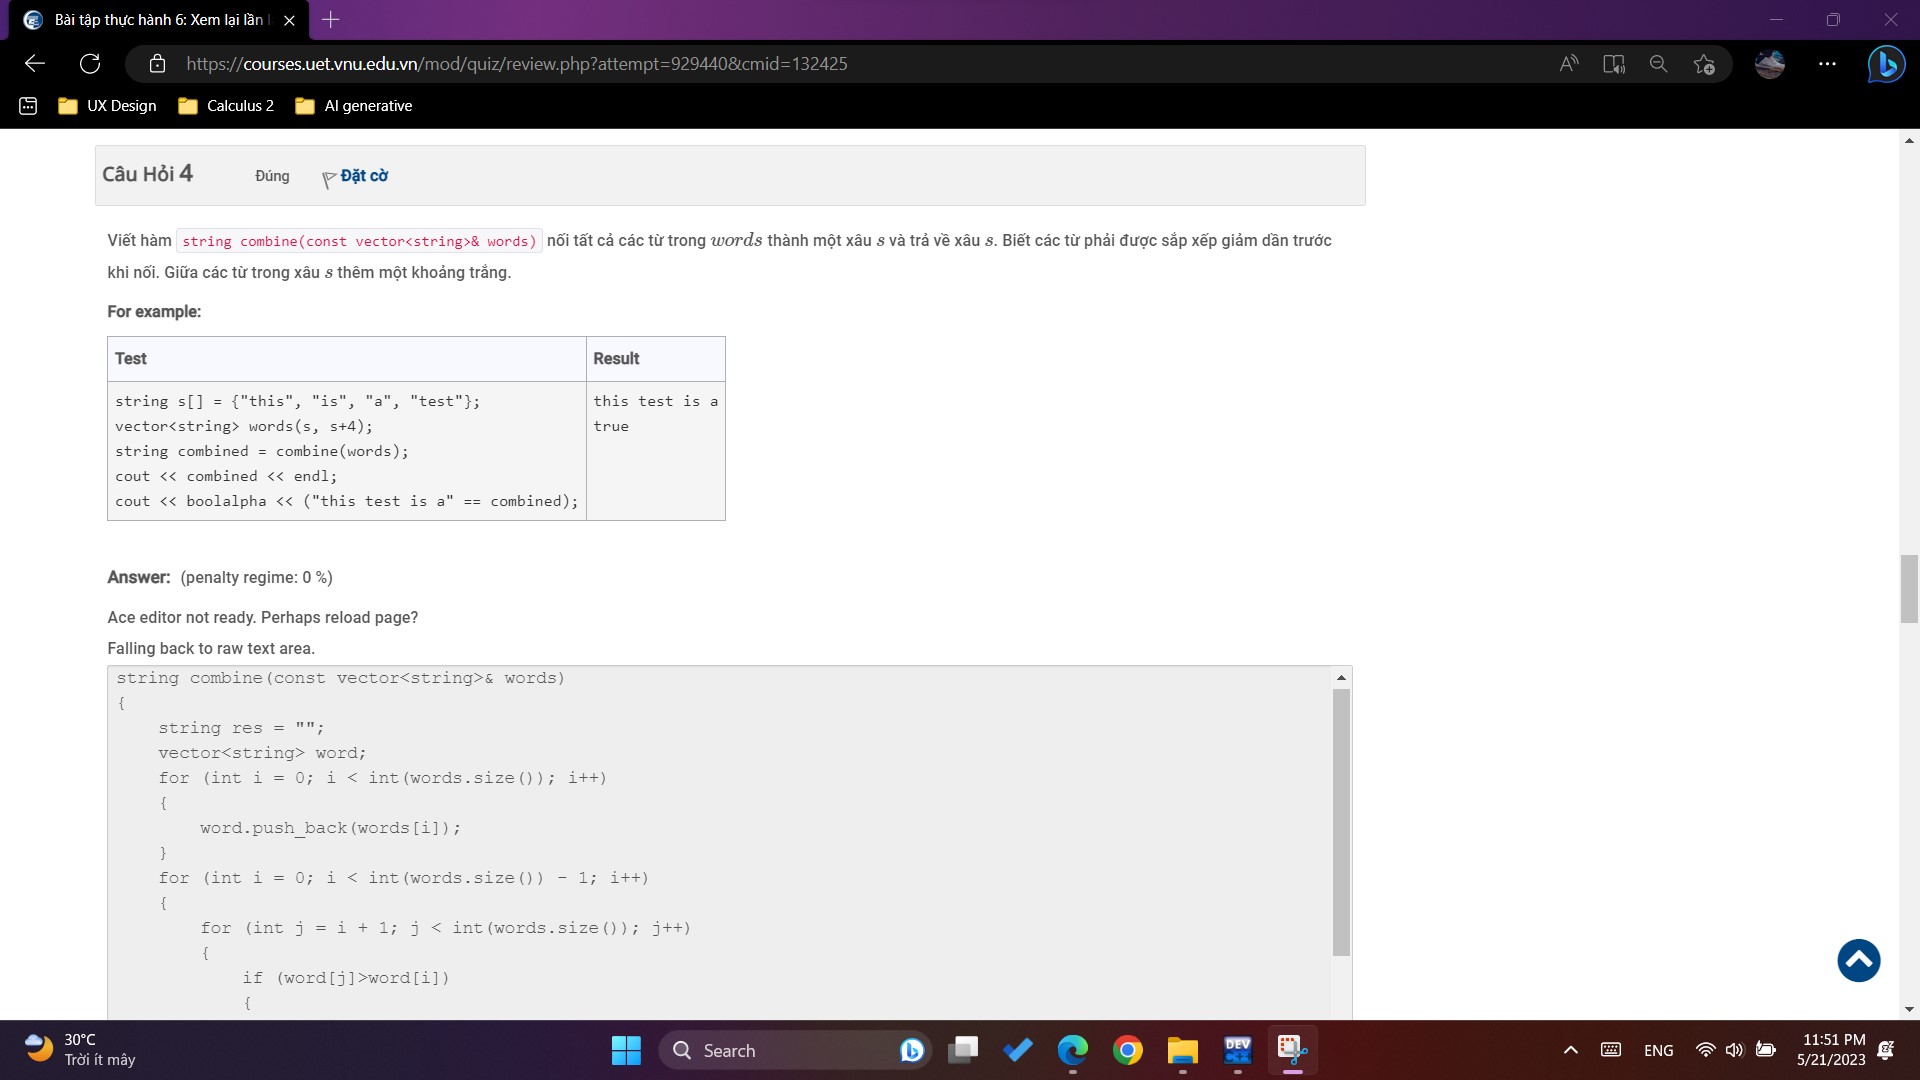 Bài tập thực hành 6: Xem lại lần
https://courses.uet.vnu.edu.vn/mod/quiz/review.php?attempt=929440&cmid=132425
UX Design
Calculus 2
AI generative
Câu Hỏi 4
Đúng
Đặt cờ
Viết hàm string combine(const vector<string>& words) nối tất cả các từ trong words thành một xâu s và trả về xâu s. Biết các từ phải được sắp xếp giảm dần trước
khi nối. Giữa các từ trong xâu s thêm một khoảng trắng.
For example:
Test Result
string s[] = {"this", "is", "a", "test"}; this test is a
vector<string> words(s, s+4); true
string combined = combine(words);
cout << combined << endl;
cout << boolalpha << ("this test is a" == combined);
Answer: (penalty regime: 0 %)
Ace editor not ready. Perhaps reload page?
Falling back to raw text area.
string combine(const vector<string>& words)
{
    string res = "";
    vector<string> word;
    for (int i = 0; i < int(words.size()); i++)
    {
        word.push_back(words[i]);
    }
    for (int i = 0; i < int(words.size()) - 1; i++)
    {
        for (int j = i + 1; j < int(words.size()); j++)
        {
            if (word[j]>word[i])
            {
30°C
Trời ít mây
Search
DEV
ENG
11:51 PM
5/21/2023